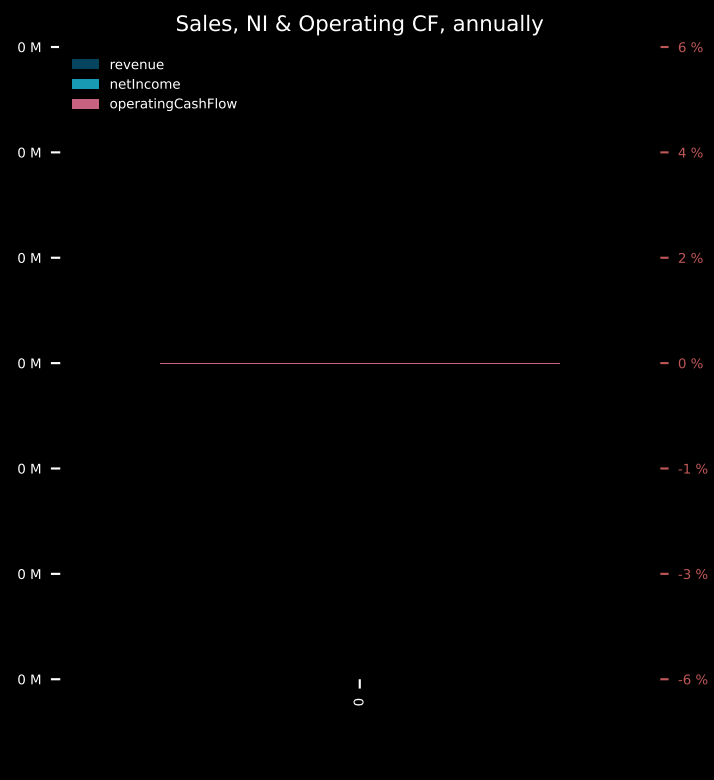 Sales, NI & Operating CF, annually
0 M
6 %
revenue
netIncome
operatingCashFlow
0 M
4 %
0 M
2 %
0 M
0 %
0 M
-1 %
0 M
-3 %
0 M
-6 %
0